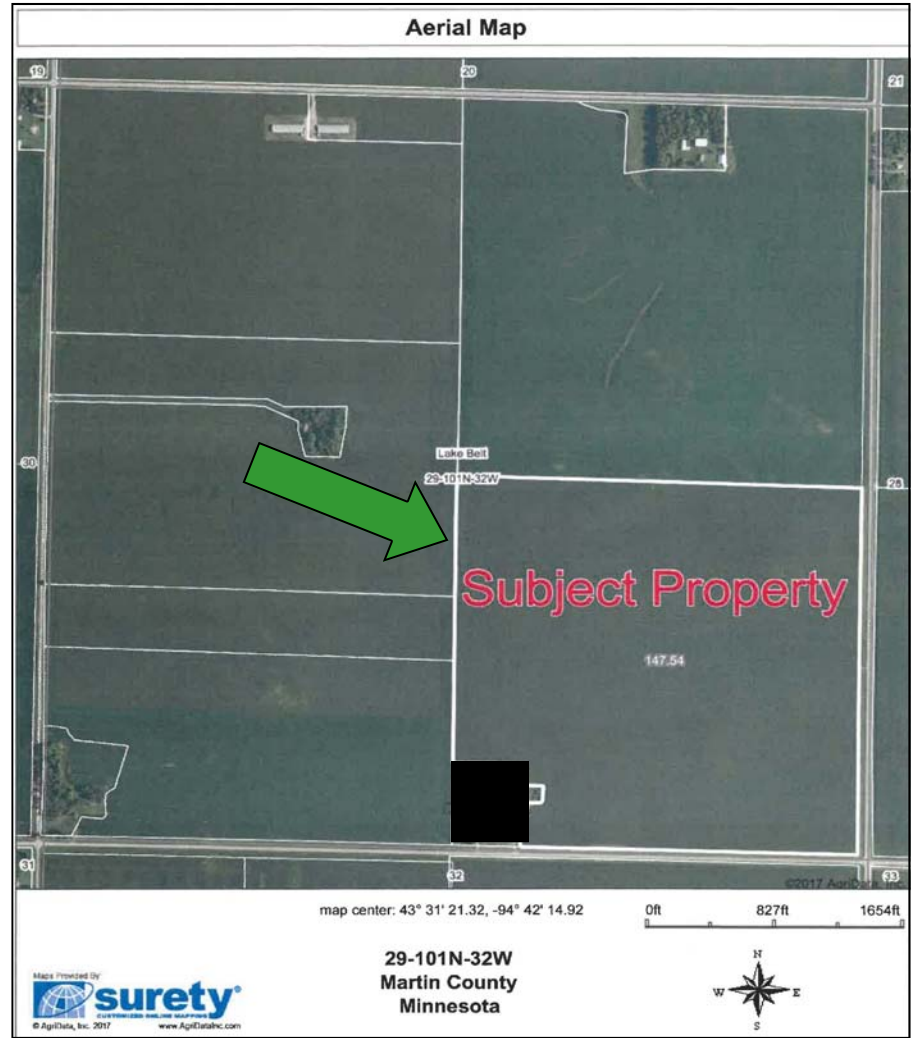 Aerial Map
19
20
21
Lake Belt
30
29-101N-32W
28
Subject Property
147.54
31
32
33
©2017 AgriData, Inc.
map center: 43° 31' 21.32, -94° 42' 14.92
0ft 827ft 1654ft
29-101N-32W
Martin County
Minnesota
N
W E
S
Maps Provided By
surety®
CUSTOMIZED ONLINE MAPPING
© AgriData, Inc. 2017 www.AgriDataInc.com